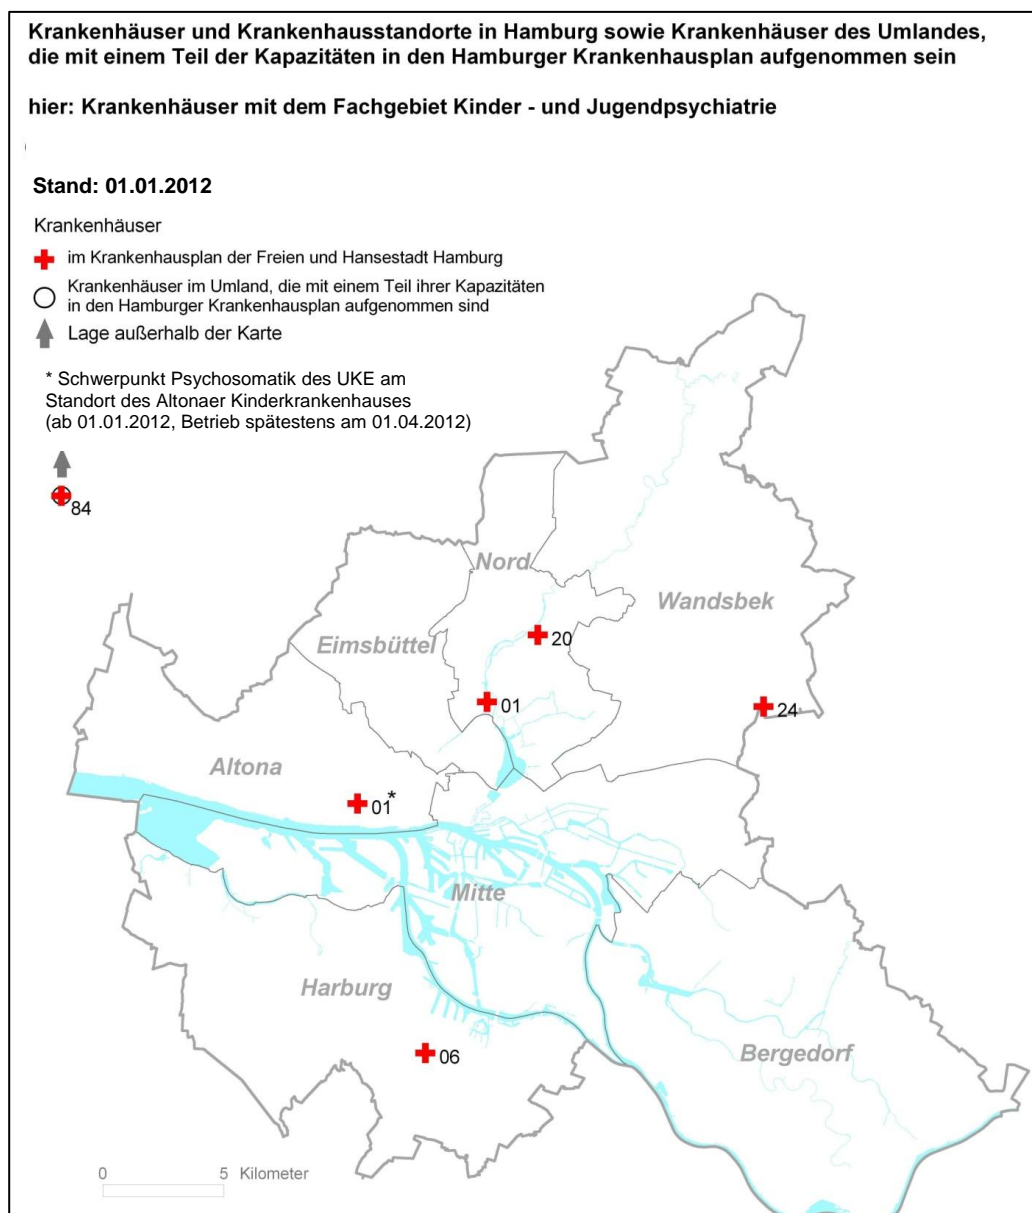 Krankenhäuser und Krankenhausstandorte in Hamburg sowie Krankenhäuser des Umlandes,
die mit einem Teil der Kapazitäten in den Hamburger Krankenhausplan aufgenommen sein
hier: Krankenhäuser mit dem Fachgebiet Kinder - und Jugendpsychiatrie
Stand: 01.01.2012
Krankenhäuser
im Krankenhausplan der Freien und Hansestadt Hamburg
Krankenhäuser im Umland, die mit einem Teil ihrer Kapazitäten
in den Hamburger Krankenhausplan aufgenommen sind
Lage außerhalb der Karte
* Schwerpunkt Psychosomatik des UKE am
Standort des Altonaer Kinderkrankenhauses
(ab 01.01.2012, Betrieb spätestens am 01.04.2012)
84
Nord
Wandsbek
Eimsbüttel
20
01
24
Altona
01*
Mitte
Harburg
06
Bergedorf
0 5 Kilometer